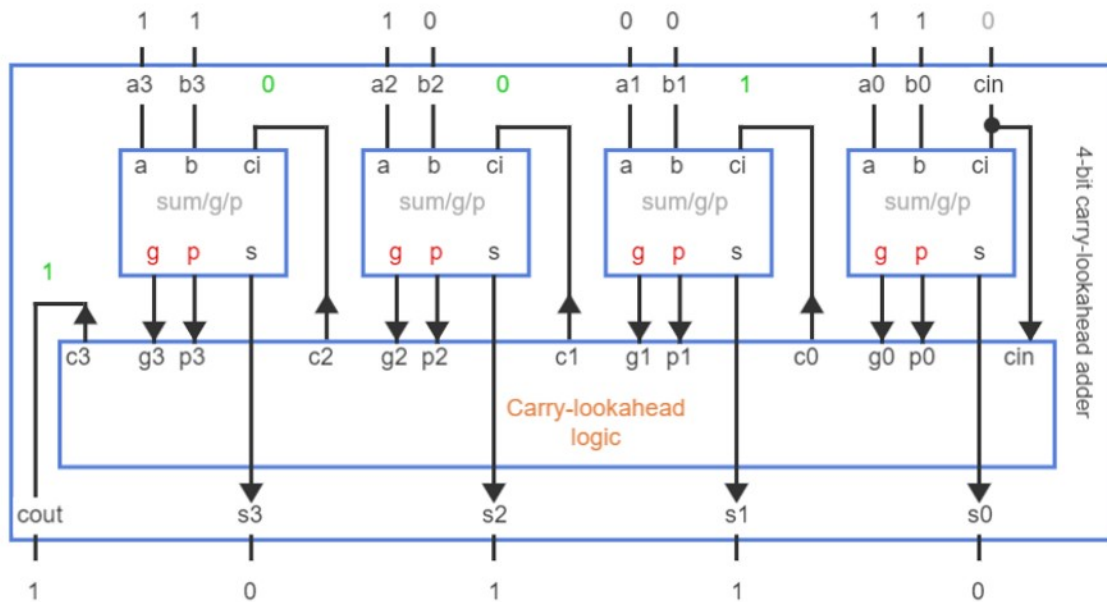 1 1 1 0 0 0 1 1 0
a3 b3 0 a2 b2 0 a1 b1 1 a0 b0 cin
a b ci a b ci a b ci a b ci
sum/g/p sum/g/p sum/g/p sum/g/p
g p s g p s g p s g p s
1
c3 g3 p3 c2 g2 p2 c1 g1 p1 c0 g0 p0 cin
Carry-lookahead
logic
cout s3 s2 s1 s0
1 0 1 1 0
4-bit carry-lookahead adder